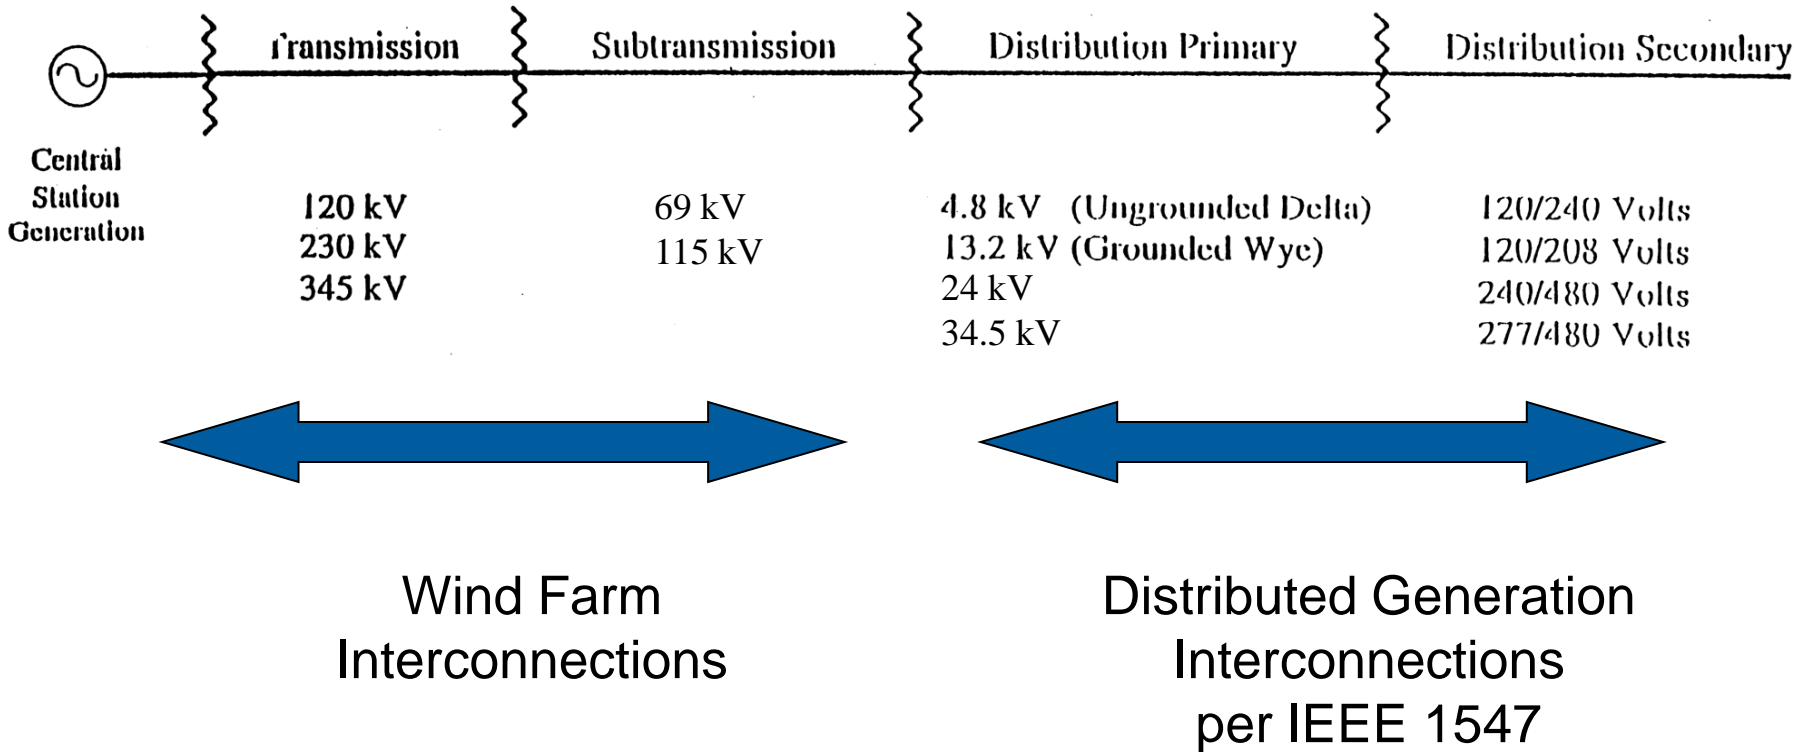 Transmission Subtransmission Distribution Primary Distribution Secondary
Central
Station
Generation
120 kV 69 kV 4.8 kV (Ungrounded Delta) 120/240 Volts
230 kV 115 kV 13.2 kV (Grounded Wye) 120/208 Volts
345 kV 24 kV 240/480 Volts
34.5 kV 277/480 Volts
Wind Farm
Interconnections
Distributed Generation
Interconnections
per IEEE 1547